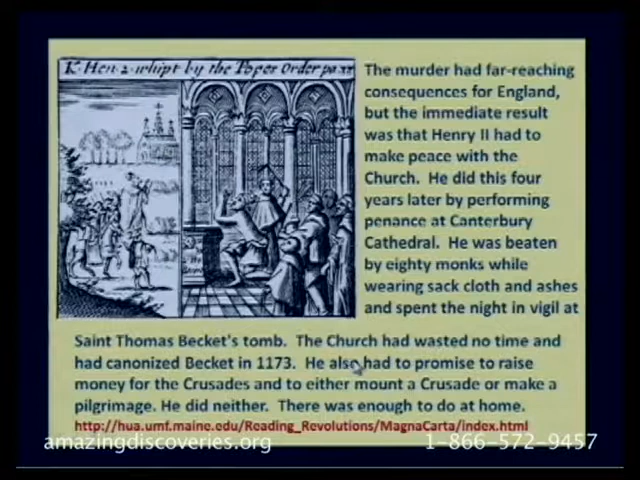 K. Hen. 2. whipt by the Popes Order pa
The murder had far-reaching
consequences for England,
but the immediate result
was that Henry II had to
make peace with the
Church. He did this four
years later by performing
penance at Canterbury
Cathedral. He was beaten
by eighty monks while
wearing sack cloth and ashes
and spent the night in vigil at
Saint Thomas Becket's tomb. The Church had wasted no time and
had canonized Becket in 1173. He also had to promise to raise
money for the Crusades and to either mount a Crusade or make a
pilgrimage. He did neither. There was enough to do at home.
http://hua.umf.maine.edu/Reading_Revolutions/MagnaCarta/index.html
amazingdiscoveries.org 1-866-572-9457